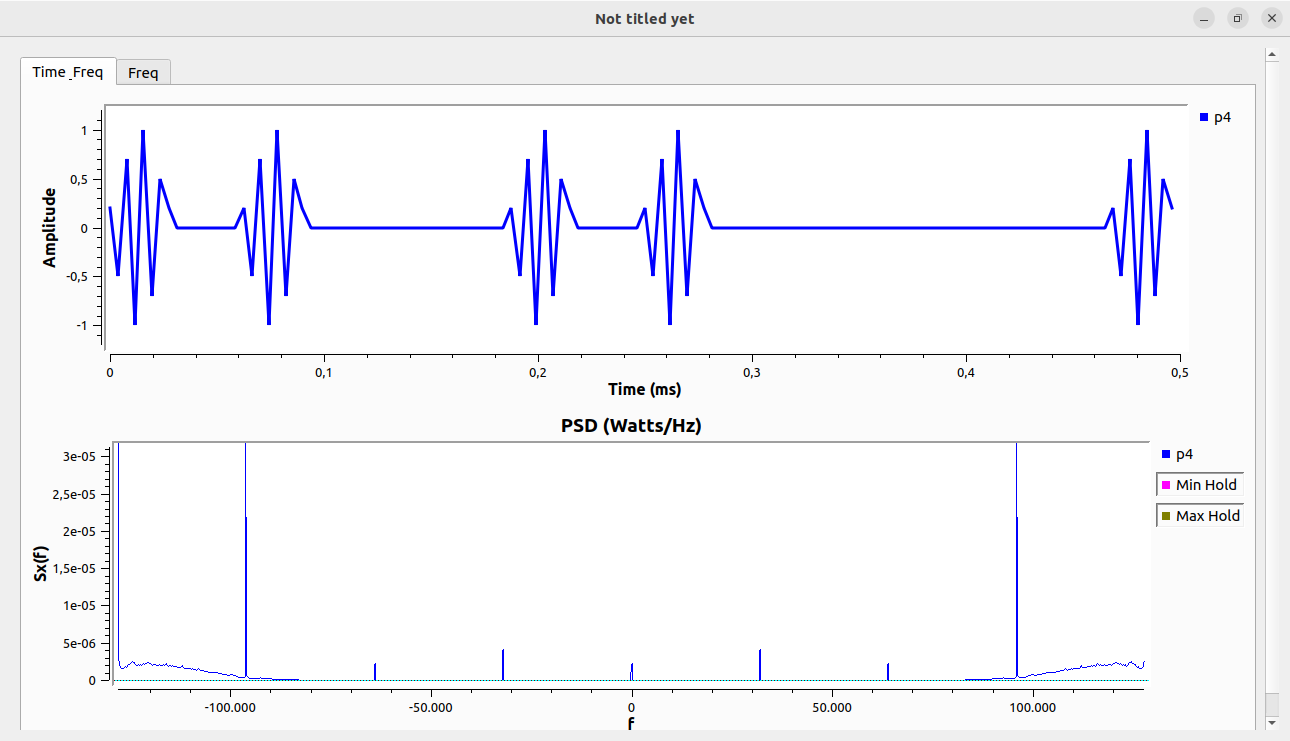 Not titled yet
Time_Freq
Freq
p4
1
0,5
0
-0,5
-1
Amplitude
0
0,1
0,2
0,3
0,4
0,5
Time (ms)
PSD (Watts/Hz)
p4
Min Hold
Max Hold
3e-05
2,5e-05
2e-05
1,5e-05
1e-05
5e-06
0
Sx(f)
-100.000
-50.000
0
50.000
100.000
f